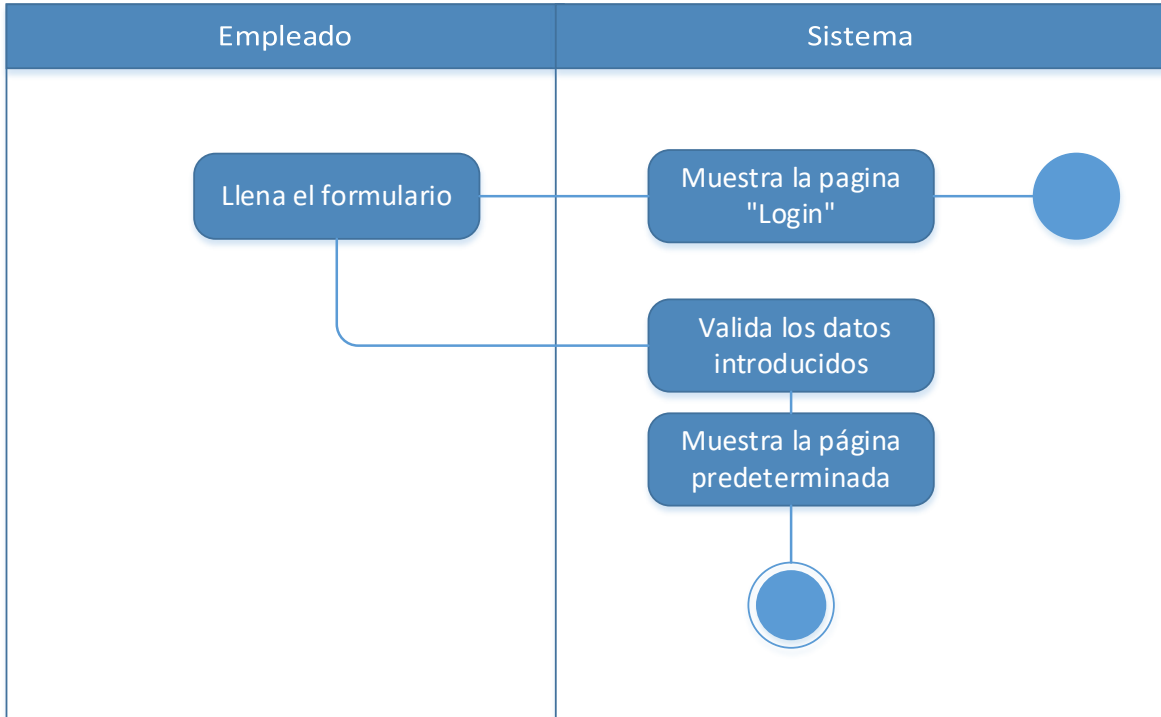 Empleado
Sistema
Llena el formulario
Muestra la pagina
"Login"
Valida los datos
introducidos
Muestra la página
predeterminada